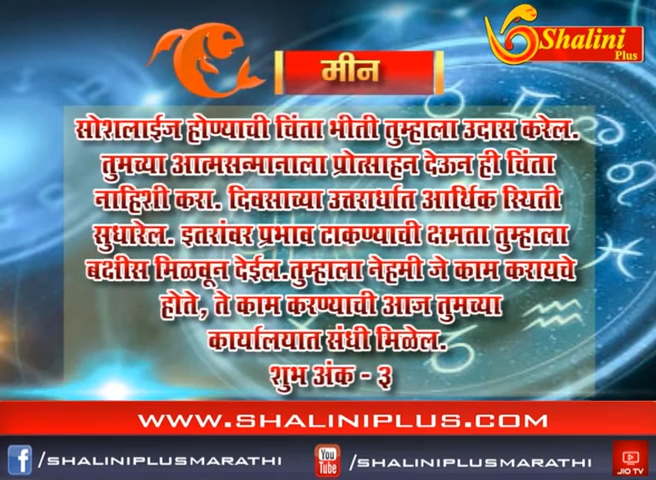 Shalini
Plus
मीन
सोशलाईज होण्याची चिंता भीती तुम्हाला उदास करेल.
तुमच्या आत्मसन्मानाला प्रोत्साहन देऊन ही चिंता
नाहिशी करा. दिवसाच्या उत्तरार्धात आर्थिक स्थिती
सुधारेल. इतरांवर प्रभाव टाकण्याची क्षमता तुम्हाला
बक्षीस मिळवून देईल.तुम्हाला नेहमी जे काम करायचे
होते, ते काम करण्याची आज तुमच्या
कार्यालयात संधी मिळेल.
शुभ अंक - ३
WWW.SHALINIPLUS.COM
f /SHALINIPLUSMARATHI
You Tube /SHALINIPLUSMARATHI
JIO TV